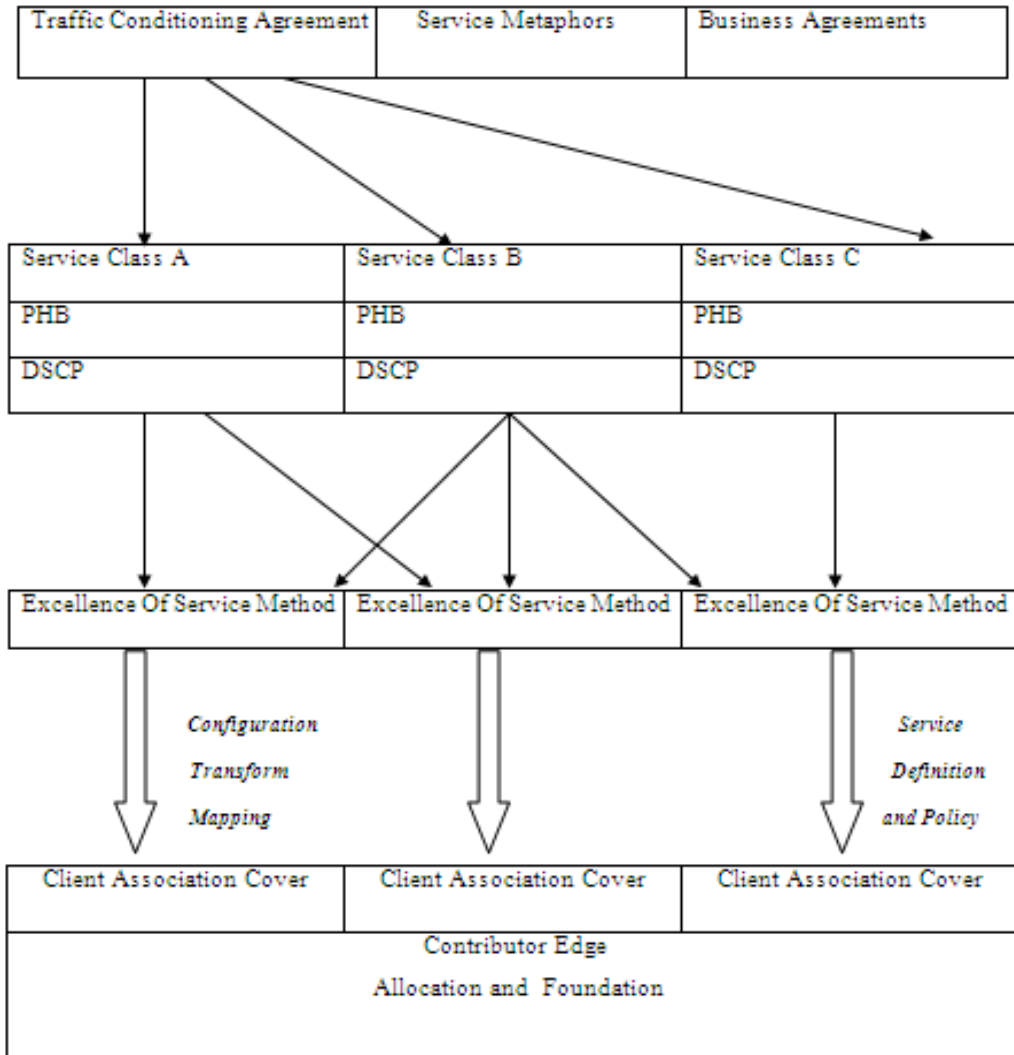 Traffic Conditioning Agreement
Service Metaphors
Business Agreements
Service Class A
Service Class B
Service Class C
PHB
PHB
PHB
DSCP
DSCP
DSCP
Excellence Of Service Method
Excellence Of Service Method
Excellence Of Service Method
Configuration
Transform
Mapping
Service
Definition
and Policy
Client Association Cover
Client Association Cover
Client Association Cover
Contributor Edge
Allocation and Foundation